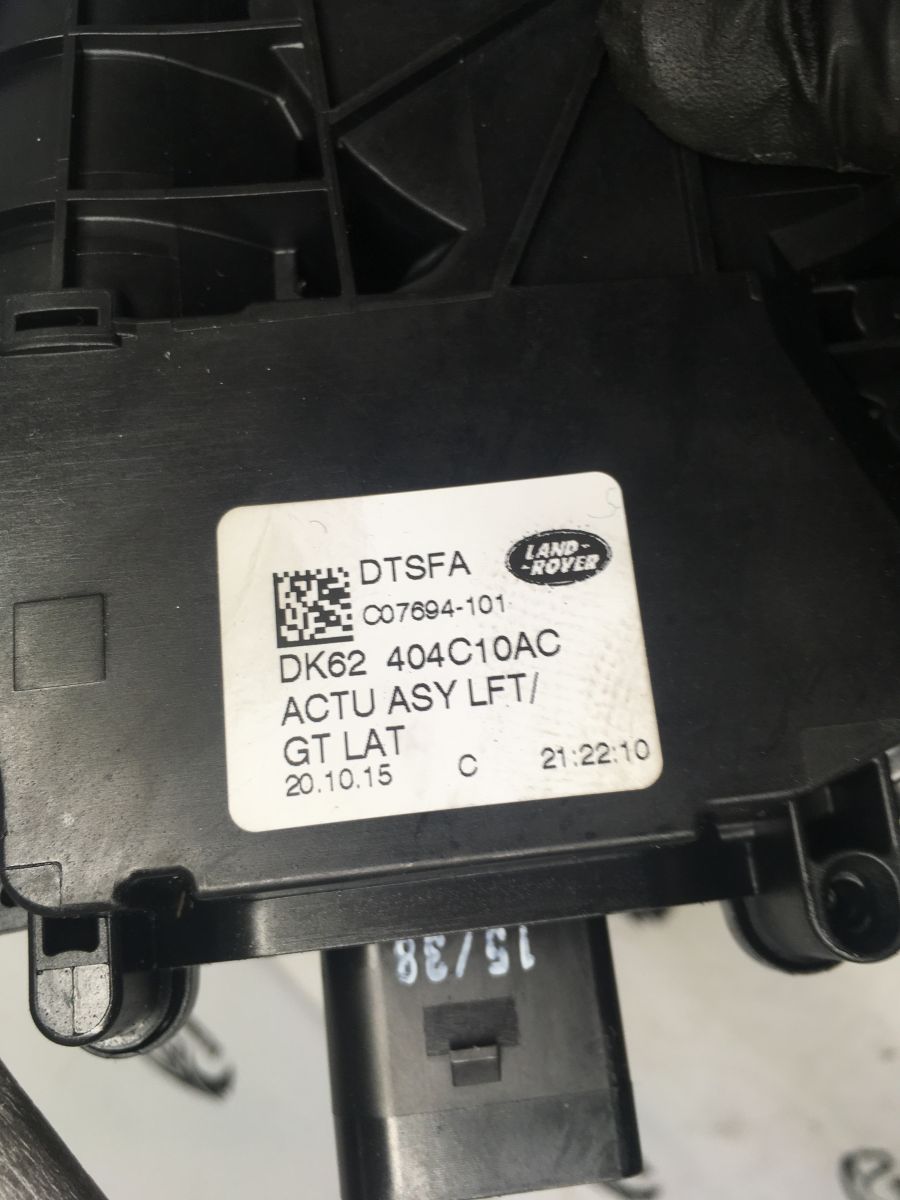 DTSFA
LAND-
-ROVER
C07694-101
DK62 404C10AC
ACTU ASY LFT/
GT LAT
20.10.15 C 21:22:10
15/38